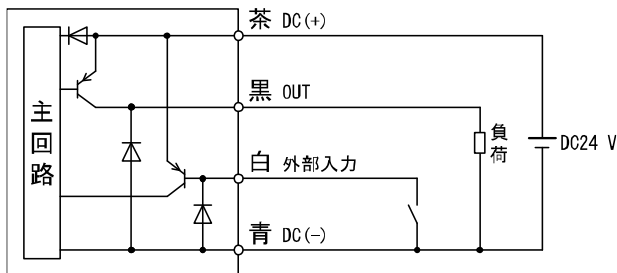 茶 DC(+)
黒 OUT
主回路
負荷
DC24 V
白 外部入力
青 DC(-)